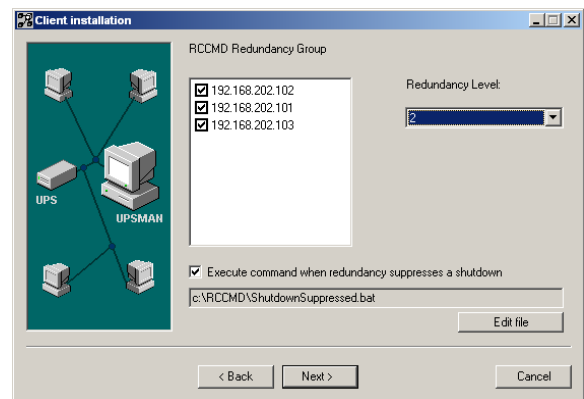 Client installation
RCCMD Redundancy Group
192.168.202.102
192.168.202.101
192.168.202.103
Redundancy Level:
2
UPS
UPSMAN
Execute command when redundancy suppresses a shutdown
c:\RCCMD\ShutdownSuppressed.bat
Edit file
< Back
Next >
Cancel